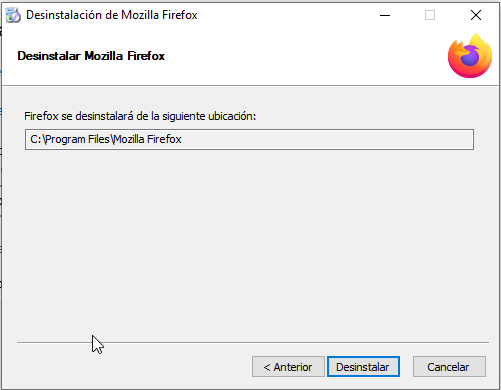 Desinstalación de Mozilla Firefox
Desinstalar Mozilla Firefox
Firefox se desinstalará de la siguiente ubicación:
C:\Program Files\Mozilla Firefox
< Anterior
Desinstalar
Cancelar